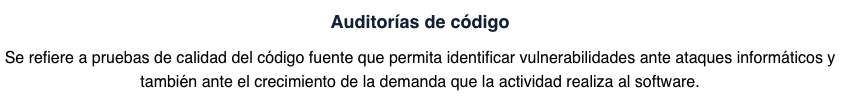 Auditorías de código
Se refiere a pruebas de calidad del código fuente que permita identificar vulnerabilidades ante ataques informáticos y
también ante el crecimiento de la demanda que la actividad realiza al software.